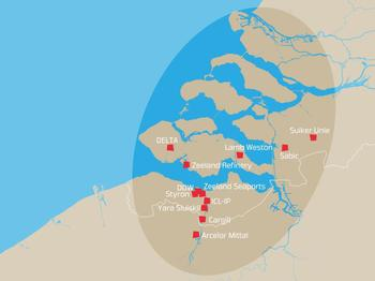 Suiker Unie
DELTA
Lamb Weston
Sabic
Zeeland Refinery
DOW
Zeeland Seaports
Styron
ICL-IP
Yara Sluiskil
Cargill
Arcelor Mittal